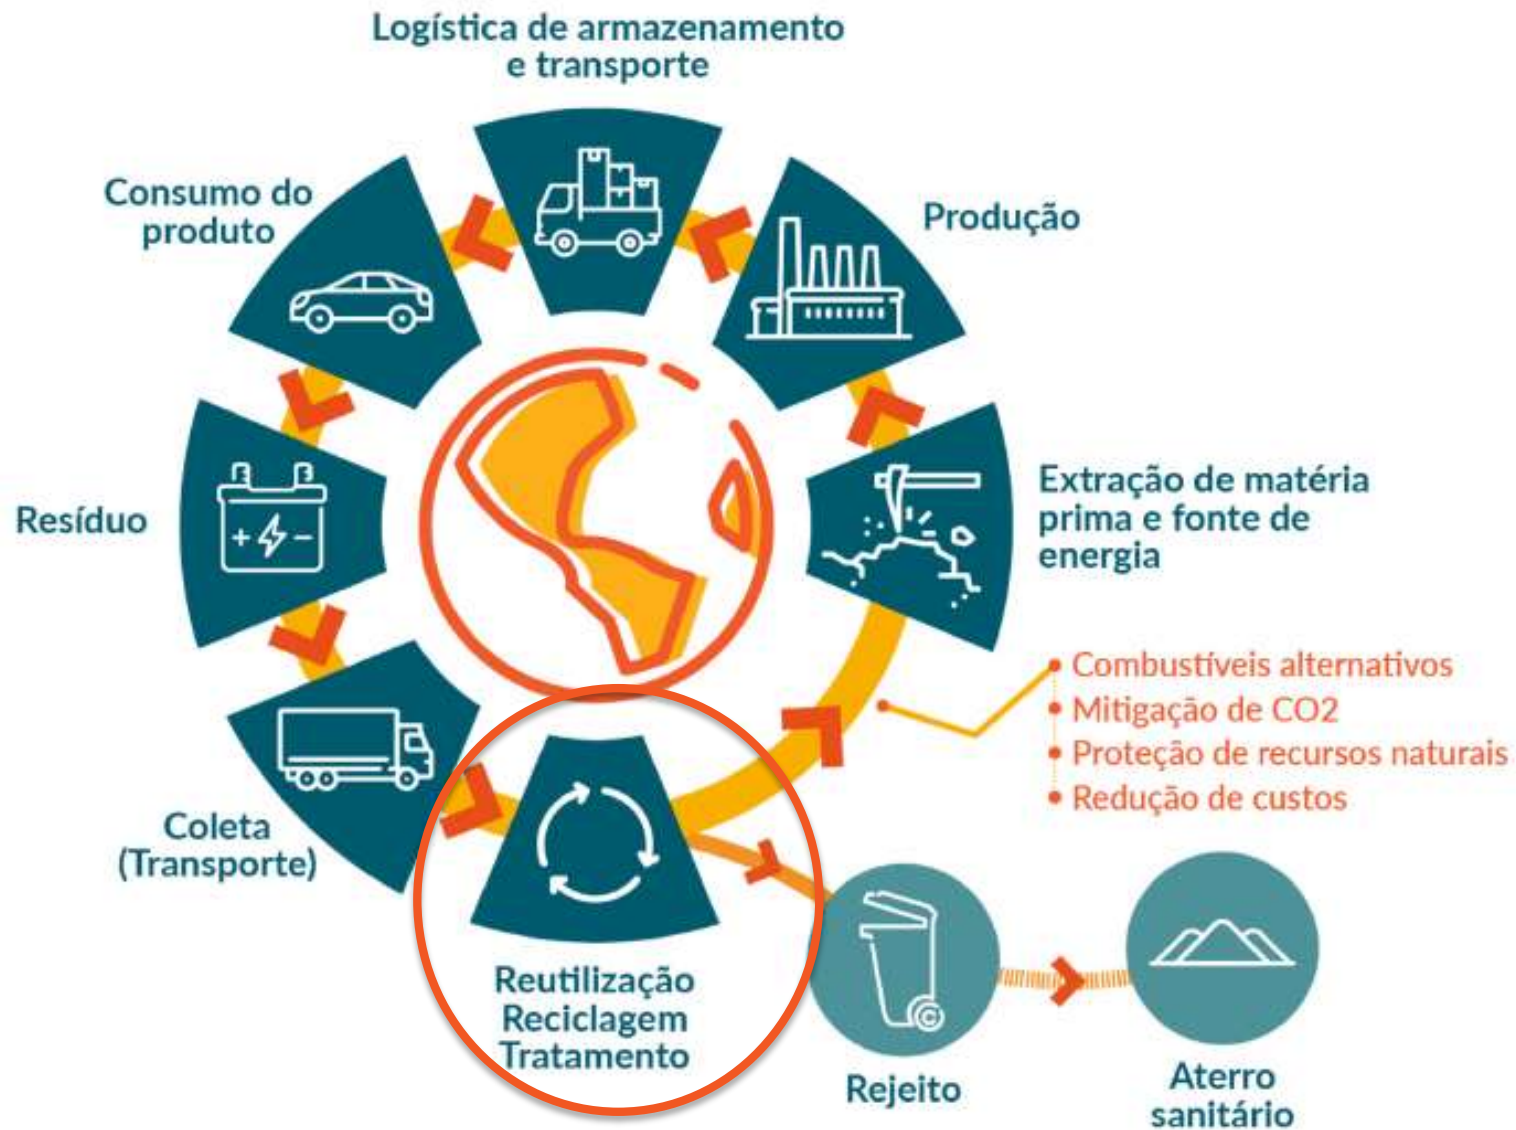 Logística de armazenamento
e transporte
Consumo do
produto
Produção
Resíduo
+ -
Extração de matéria
prima e fonte de
energia
Combustíveis alternativos
Mitigação de CO2
Proteção de recursos naturais
Redução de custos
Coleta
(Transporte)
Reutilização
Reciclagem
Tratamento
Rejeito
Aterro
sanitário